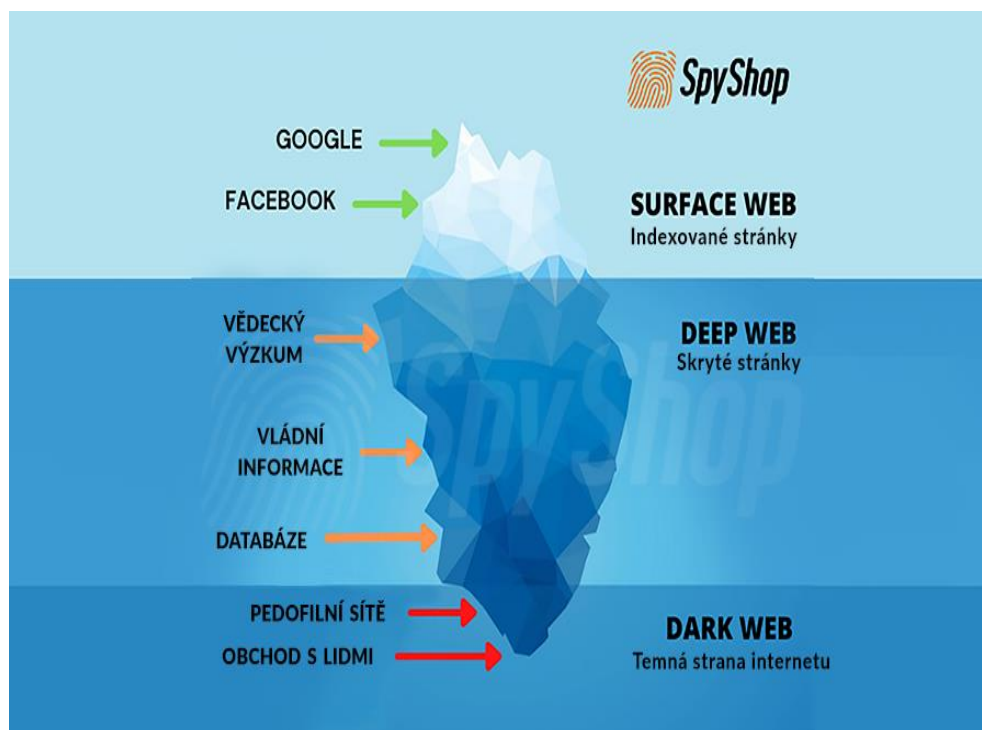 SpyShop
GOOGLE
FACEBOOK
SURFACE WEB
Indexované stránky
VĚDECKÝ
VÝZKUM
DEEP WEB
Skryté stránky
SpyShop
VLÁDNÍ
INFORMACE
DATABÁZE
PEDOFILNÍ SÍTĚ
OBCHOD S LIDMI
DARK WEB
Temná strana internetu